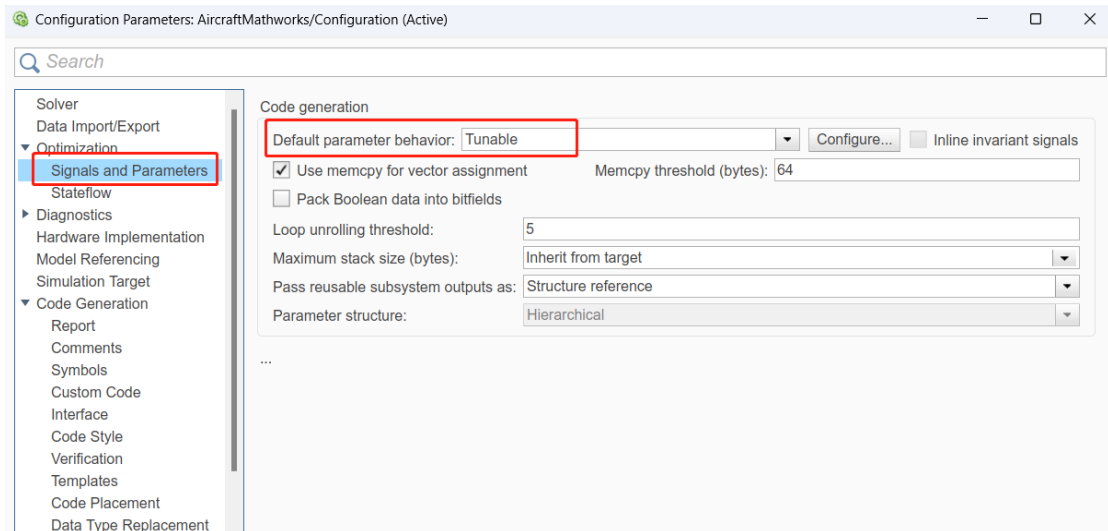 Configuration Parameters: AircraftMathworks/Configuration (Active)
Search
Solver
Data Import/Export
Optimization
Signals and Parameters
Stateflow
Diagnostics
Hardware Implementation
Model Referencing
Simulation Target
Code Generation
Report
Comments
Symbols
Custom Code
Interface
Code Style
Verification
Templates
Code Placement
Data Type Replacement
Code generation
Default parameter behavior: Tunable Configure... Inline invariant signals
Use memcpy for vector assignment Memcpy threshold (bytes): 64
Pack Boolean data into bitfields
Loop unrolling threshold: 5
Maximum stack size (bytes): Inherit from target
Pass reusable subsystem outputs as: Structure reference
Parameter structure: Hierarchical
...